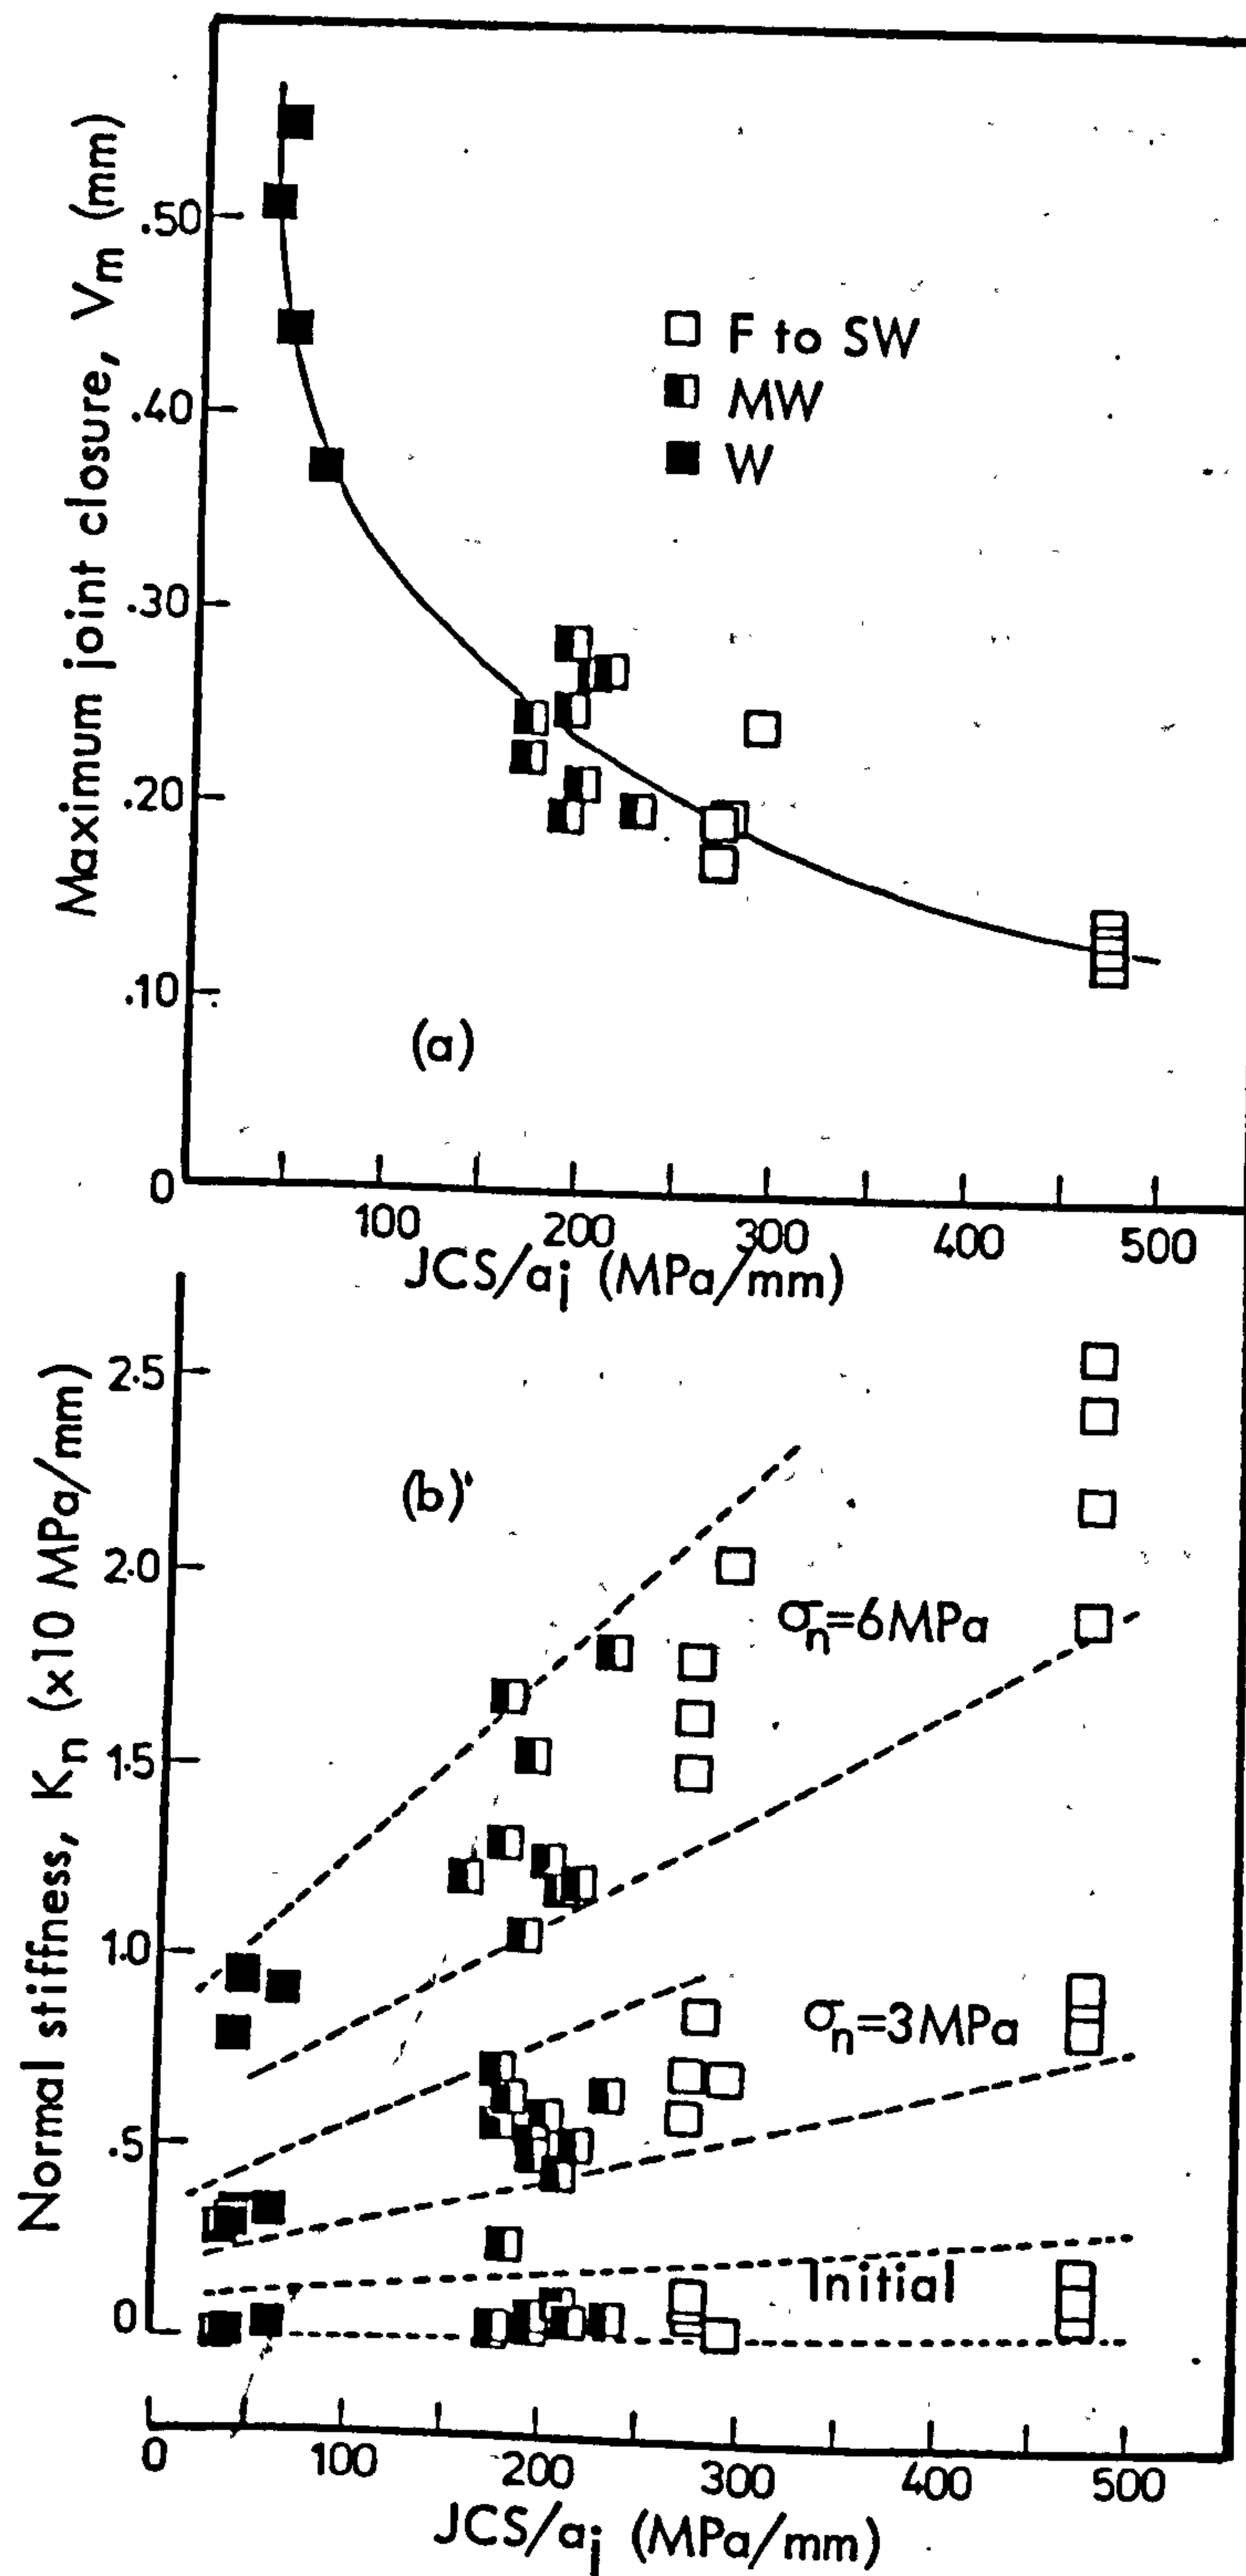 Maximum joint closure, Vm (mm)
.50
.40
.30
.20
.10
0
F to SW
MW
W
(a)
100 200 300 400 500
JCS/aj (MPa/mm)
Normal stiffness, Kn (x10 MPa/mm)
2.5
2.0
1.5
1.0
.5
0
(b)
σn=6MPa
σn=3MPa
Initial
0 100 200 300 400 500
JCS/aj (MPa/mm)